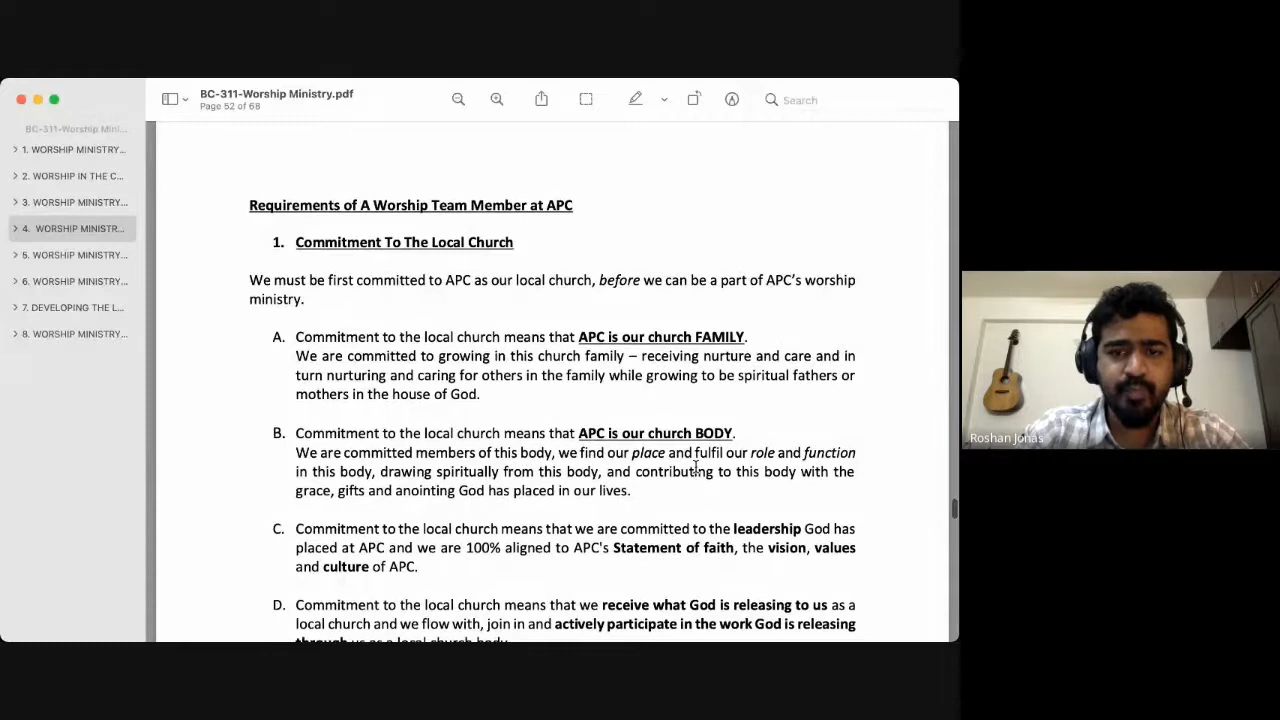 BC-311-Worship Ministry.pdf
Page 52 of 68
Search
BC-311-Worship Mini...
1. WORSHIP MINISTRY...
2. WORSHIP IN THE C...
3. WORSHIP MINISTRY...
4. WORSHIP MINISTR...
5. WORSHIP MINISTRY...
6. WORSHIP MINISTRY...
7. DEVELOPING THE L...
8. WORSHIP MINISTRY...
Requirements of A Worship Team Member at APC
1. Commitment To The Local Church
We must be first committed to APC as our local church, before we can be a part of APC's worship
ministry.
A. Commitment to the local church means that APC is our church FAMILY.
We are committed to growing in this church family – receiving nurture and care and in
turn nurturing and caring for others in the family while growing to be spiritual fathers or
mothers in the house of God.
B. Commitment to the local church means that APC is our church BODY.
We are committed members of this body, we find our place and fulfil our role and function
in this body, drawing spiritually from this body, and contributing to this body with the
grace, gifts and anointing God has placed in our lives.
C. Commitment to the local church means that we are committed to the leadership God has
placed at APC and we are 100% aligned to APC's Statement of faith, the vision, values
and culture of APC.
D. Commitment to the local church means that we receive what God is releasing to us as a
local church and we flow with, join in and actively participate in the work God is releasing
through us as a local church body.
Roshan Jonas